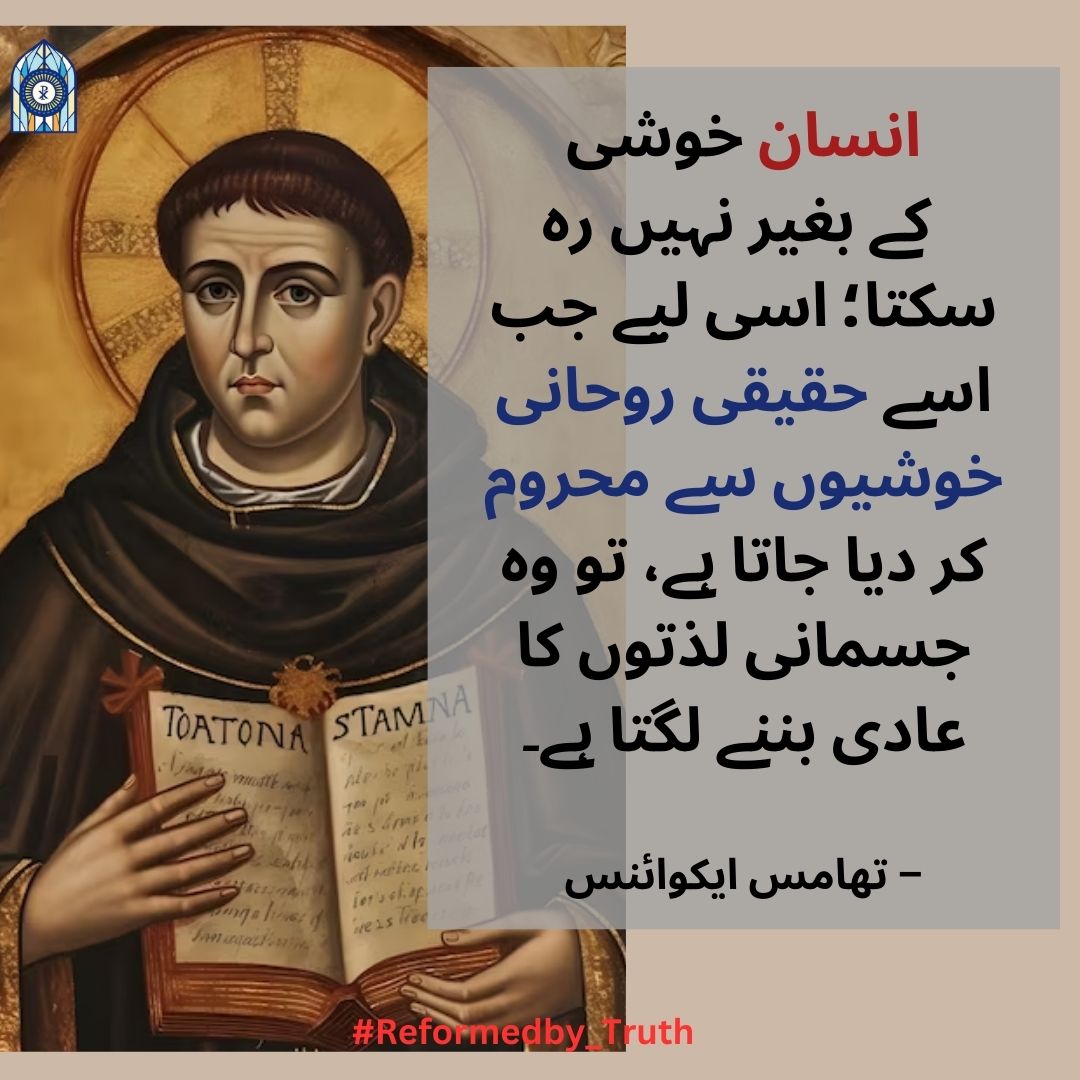 انسان خوشی
کے بغیر نہیں رہ
سکتا؛ اسی لیے جب
اسے حقیقی روحانی
خوشیوں سے محروم
کر دیا جاتا ہے، تو وہ
جسمانی لذتوں کا
عادی بننے لگتا ہے۔
– تھامس ایکوائنس
TOATONA STAMNA
#Reformedby_Truth